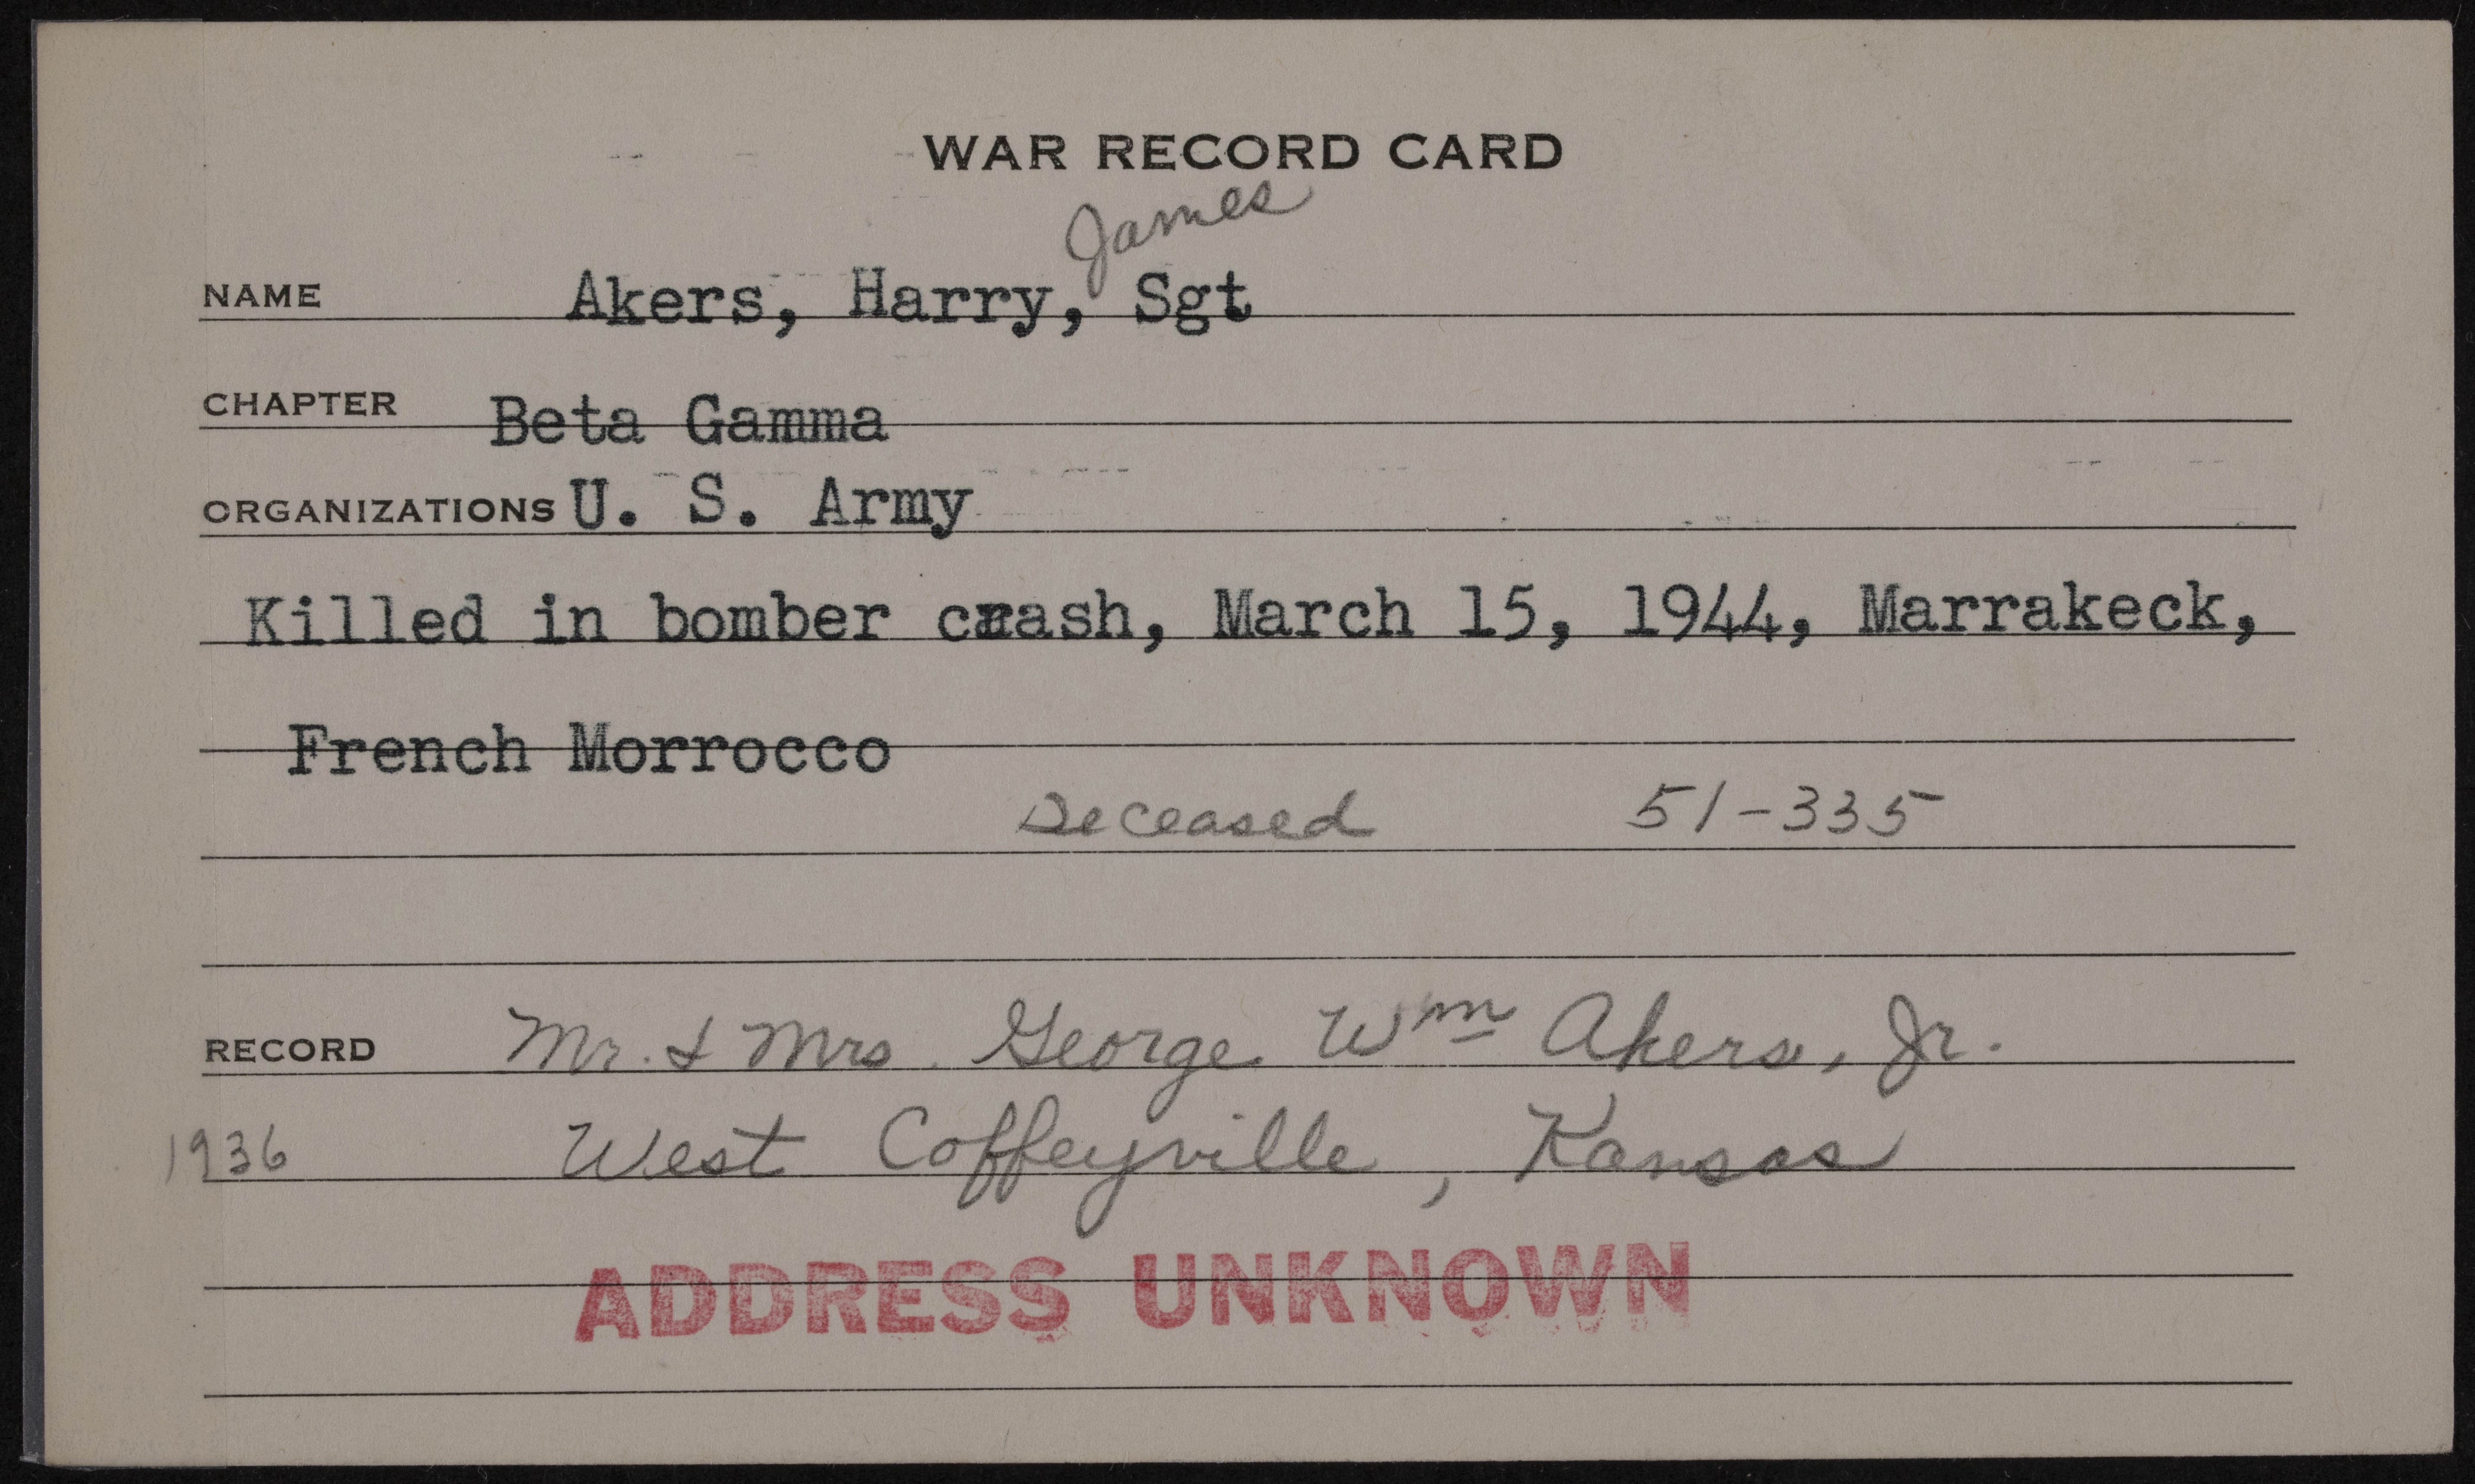 WAR RECORD CARD
James
NAME Akers, Harry, Sgt
CHAPTER Beta Gamma
ORGANIZATIONS U. S. Army
Killed in bomber crash, March 15, 1944, Marrakeck,
French Morrocco
Deceased 51-335
RECORD Mr. & Mrs. George Wm Akers, Jr.
1936 West Coffeyville, Kansas
ADDRESS UNKNOWN